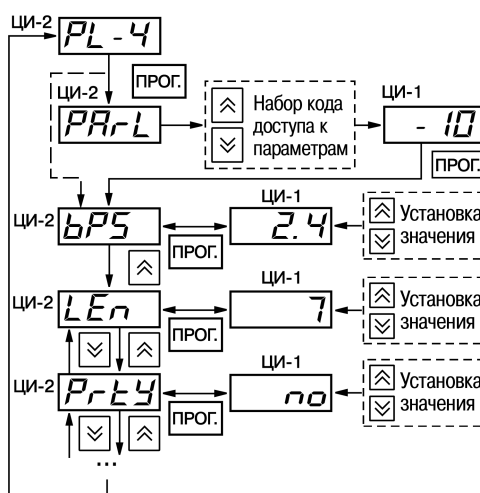 ЦИ-2
PL-4
ПРОГ.
ЦИ-2
PArL
Набор кода
доступа к
параметрам
ЦИ-1
- 10
ПРОГ.
ЦИ-2
bPS
ПРОГ.
ЦИ-1
2.4
Установка
значения
ЦИ-2
LEn
ПРОГ.
ЦИ-1
7
Установка
значения
ЦИ-2
PrtY
ПРОГ.
ЦИ-1
no
Установка
значения
...